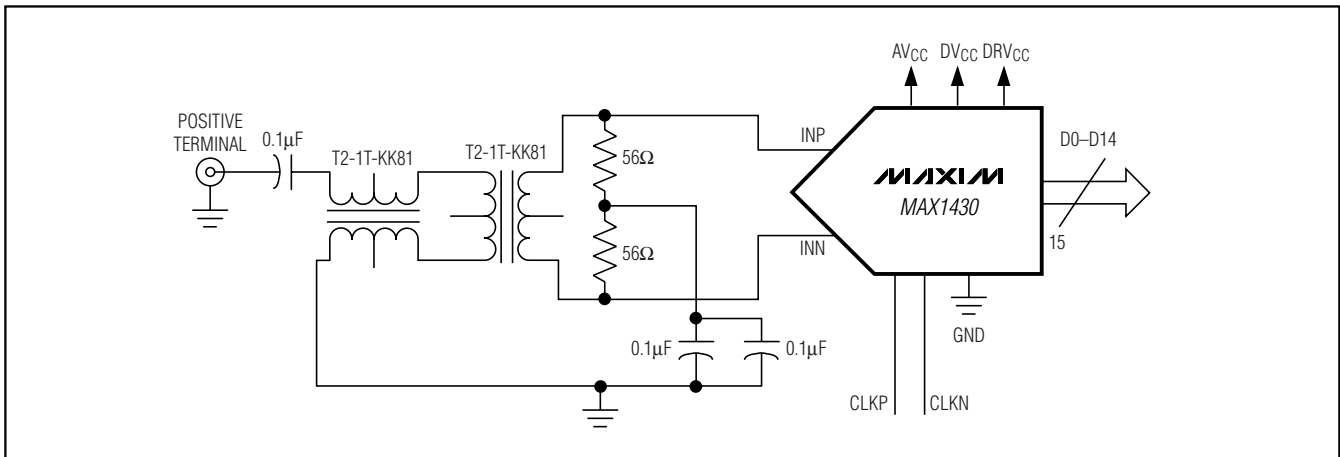 POSITIVE
TERMINAL
0.1µF
T2-1T-KK81
T2-1T-KK81
56Ω
56Ω
0.1µF
0.1µF
AVCC
DVCC
DRVCC
INP
INN
MAXIM
MAX1430
D0–D14
15
GND
CLKP
CLKN